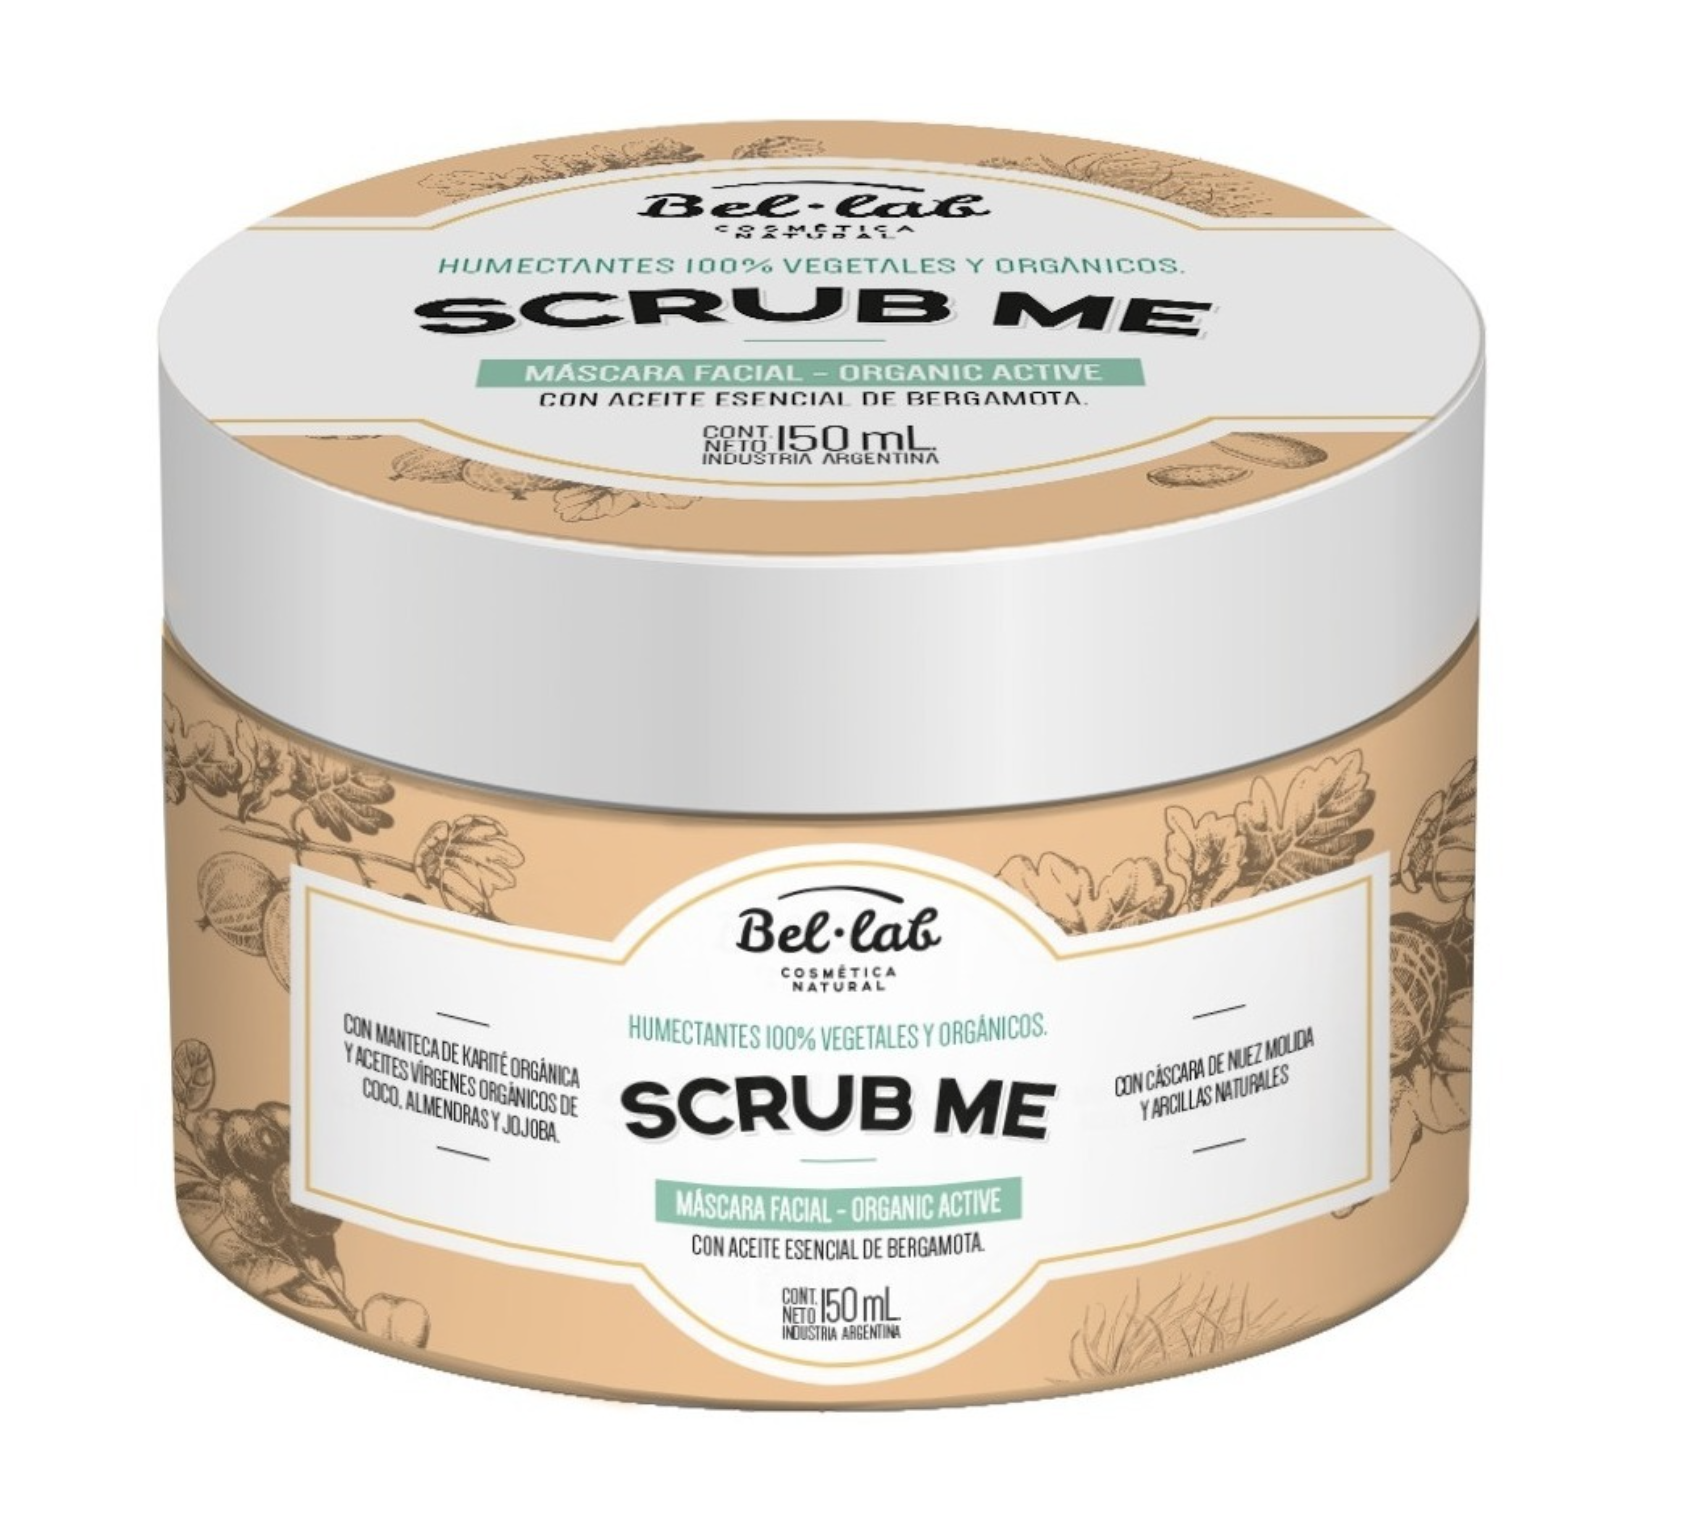 Bel·lab
COSMÉTICA
NATURAL
HUMECTANTES 100% VEGETALES Y ORGÁNICOS.
SCRUB ME
MÁSCARA FACIAL - ORGANIC ACTIVE
CON ACEITE ESENCIAL DE BERGAMOTA.
CONT. NETO 150 mL.
INDUSTRIA ARGENTINA
Bel·lab
COSMÉTICA
NATURAL
HUMECTANTES 100% VEGETALES Y ORGÁNICOS.
SCRUB ME
MÁSCARA FACIAL - ORGANIC ACTIVE
CON ACEITE ESENCIAL DE BERGAMOTA.
CONT. NETO 150 mL.
INDUSTRIA ARGENTINA
CON MANTECA DE KARITÉ ORGÁNICA
Y ACEITES VÍRGENES ORGÁNICOS DE
COCO, ALMENDRAS Y JOJOBA.
CON CÁSCARA DE NUEZ MOLIDA
Y ARCILLAS NATURALES